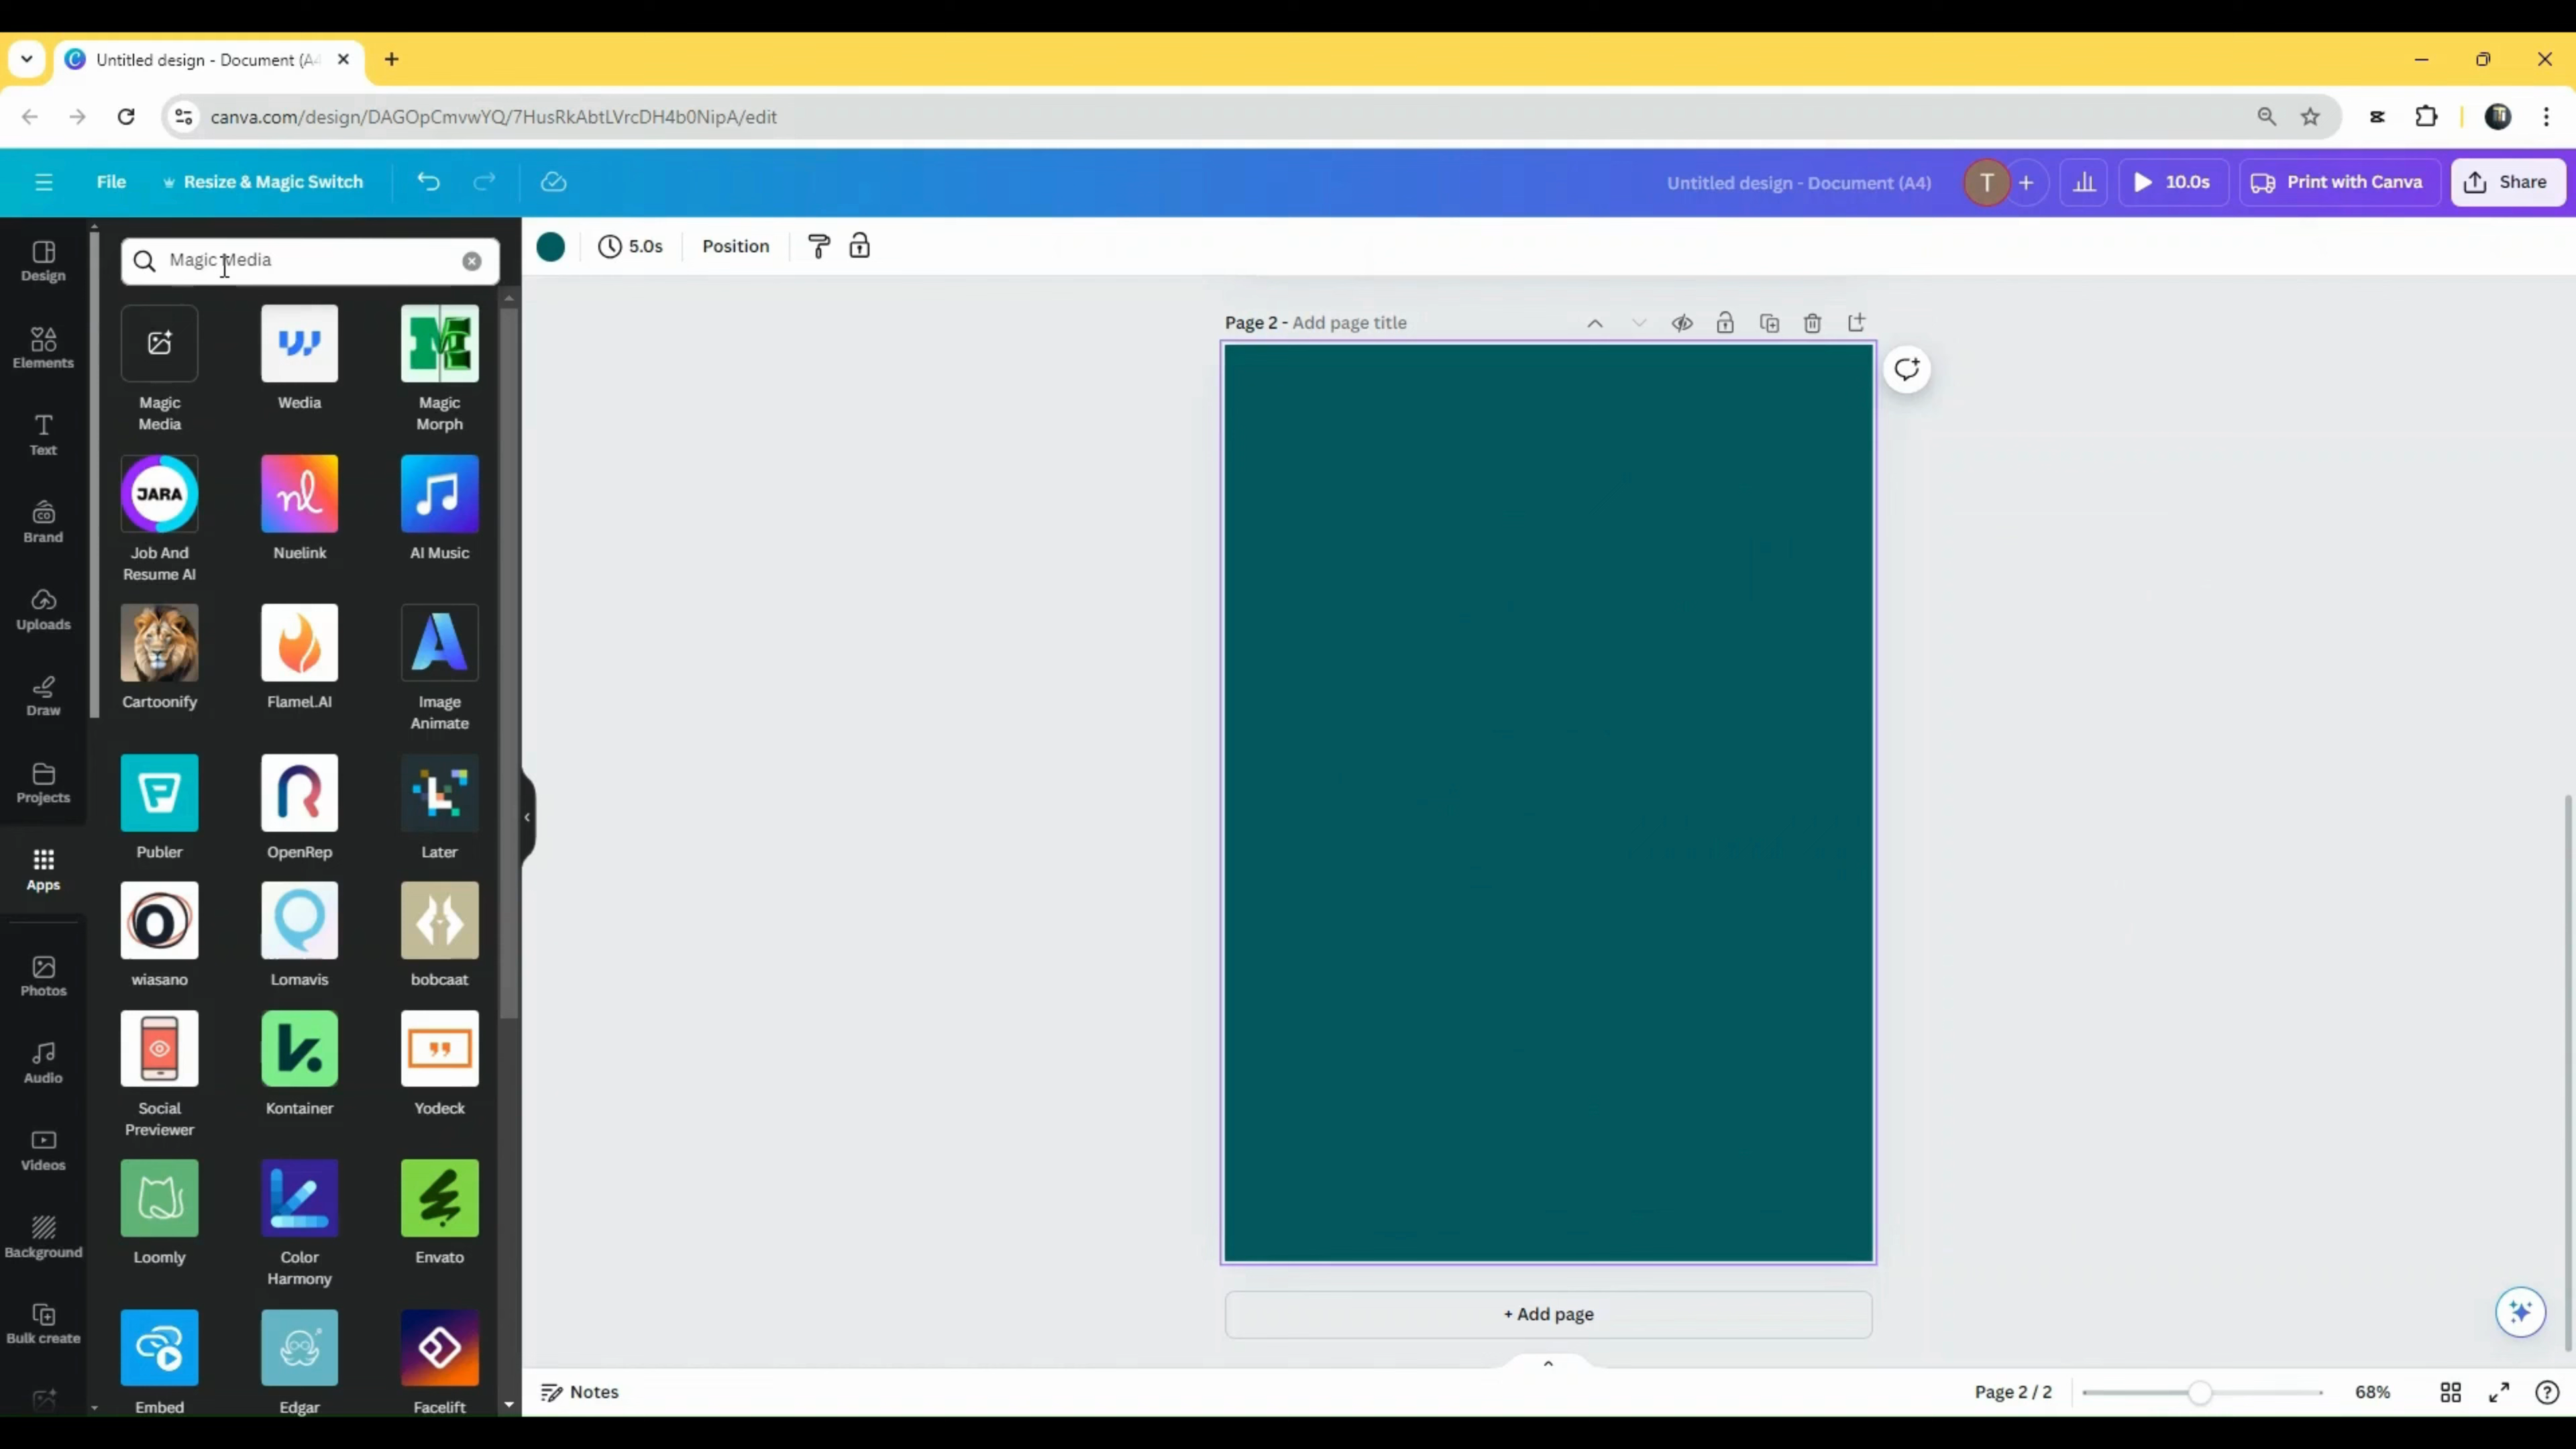 Untitled design - Document (A4
canva.com/design/DAGOpCmvwYQ/7HusRkAbtLVrcDH4b0NipA/edit
File
Resize & Magic Switch
Untitled design - Document (A4)
T
10.0s
Print with Canva
Share
Magic Media
5.0s
Position
Design
Elements
Text
Brand
Uploads
Draw
Projects
Apps
Photos
Audio
Videos
Background
Bulk create
Magic
Media
Wedia
Magic
Morph
JARA
Job And
Resume AI
nl
Nuelink
AI Music
Cartoonify
Flamel.AI
Image
Animate
Publer
OpenRep
Later
wiasano
Lomavis
bobcaat
Social
Previewer
Kontainer
Yodeck
Loomly
Color
Harmony
Envato
Embed
Edgar
Facelift
Page 2 - Add page title
+ Add page
Notes
Page 2 / 2
68%